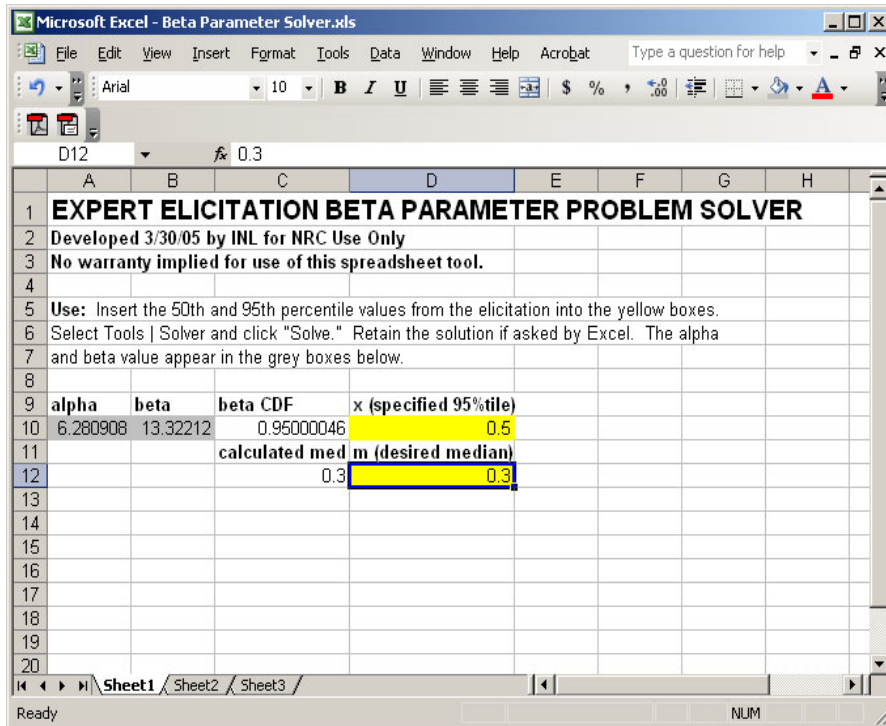 Microsoft Excel - Beta Parameter Solver.xls
File Edit View Insert Format Tools Data Window Help Acrobat Type a question for help
Arial 10 B I U $ % , .0 .00 A
D12 fx 0.3
A B C D E F G H
1 EXPERT ELICITATION BETA PARAMETER PROBLEM SOLVER
2 Developed 3/30/05 by INL for NRC Use Only
3 No warranty implied for use of this spreadsheet tool.
4
5 Use: Insert the 50th and 95th percentile values from the elicitation into the yellow boxes.
6 Select Tools | Solver and click "Solve." Retain the solution if asked by Excel. The alpha
7 and beta value appear in the grey boxes below.
8
9 alpha beta beta CDF x (specified 95%tile)
10 6.280908 13.32212 0.95000046 0.5
11 calculated med m (desired median)
12 0.3 0.3
13
14
15
16
17
18
19
20
Sheet1 / Sheet2 / Sheet3 /
Ready NUM